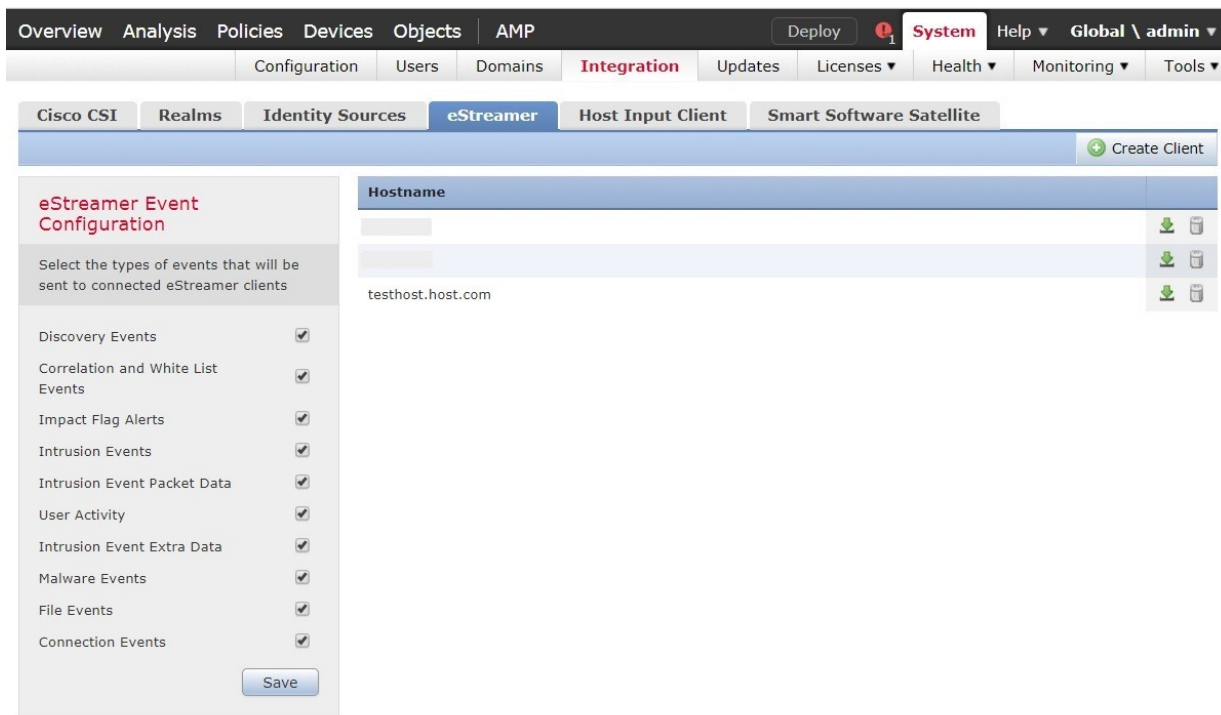 Overview Analysis Policies Devices Objects AMP Deploy 1 System Help ▼ Global \ admin ▼
Configuration Users Domains Integration Updates Licenses ▼ Health ▼ Monitoring ▼ Tools ▼
Cisco CSI Realms Identity Sources eStreamer Host Input Client Smart Software Satellite
Create Client
eStreamer Event
Configuration
Select the types of events that will be
sent to connected eStreamer clients
Discovery Events
Correlation and White List
Events
Impact Flag Alerts
Intrusion Events
Intrusion Event Packet Data
User Activity
Intrusion Event Extra Data
Malware Events
File Events
Connection Events
Save
Hostname
testhost.host.com